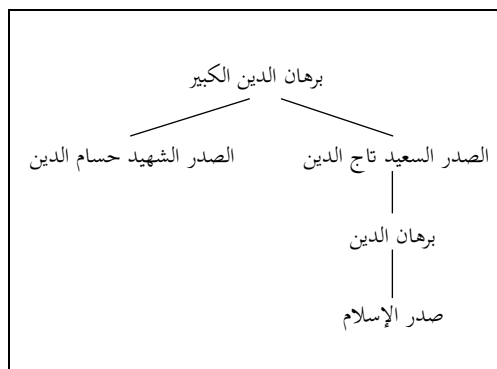 برهان الدين الكبير
الصدر السعيد تاج الدين
الصدر الشهيد حسام الدين
برهان الدين
صدر الإسلام